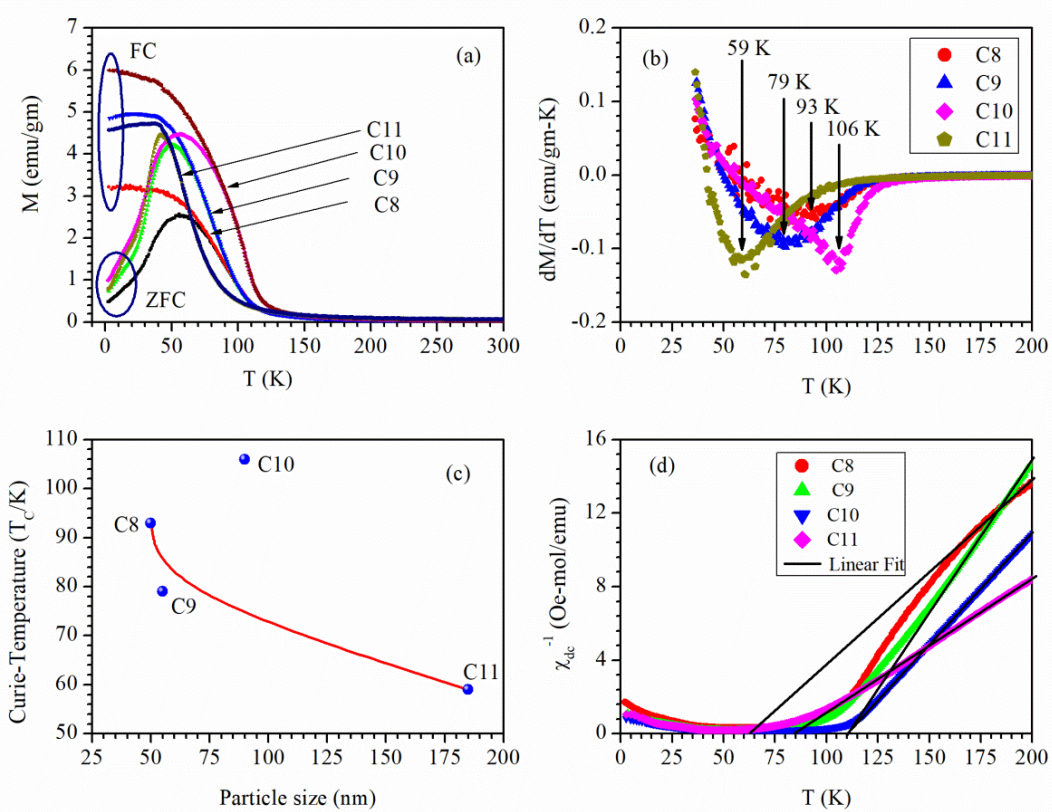 (a)
FC
ZFC
C11
C10
C9
C8
M (emu/gm)
7
6
5
4
3
2
1
0
0 50 100 150 200 250 300
T (K)
(b)
59 K
79 K
93 K
106 K
C8
C9
C10
C11
dM/dT (emu/gm-K)
0.2
0.1
0.0
-0.1
-0.2
0 25 50 75 100 125 150 175 200
T (K)
(c)
C10
C8
C9
C11
Curie-Temperature (T_C/K)
110
100
90
80
70
60
50
25 50 75 100 125 150 175 200
Particle size (nm)
(d)
C8
C9
C10
C11
Linear Fit
χ_dc^-1 (Oe-mol/emu)
16
12
8
4
0
0 25 50 75 100 125 150 175 200
T (K)